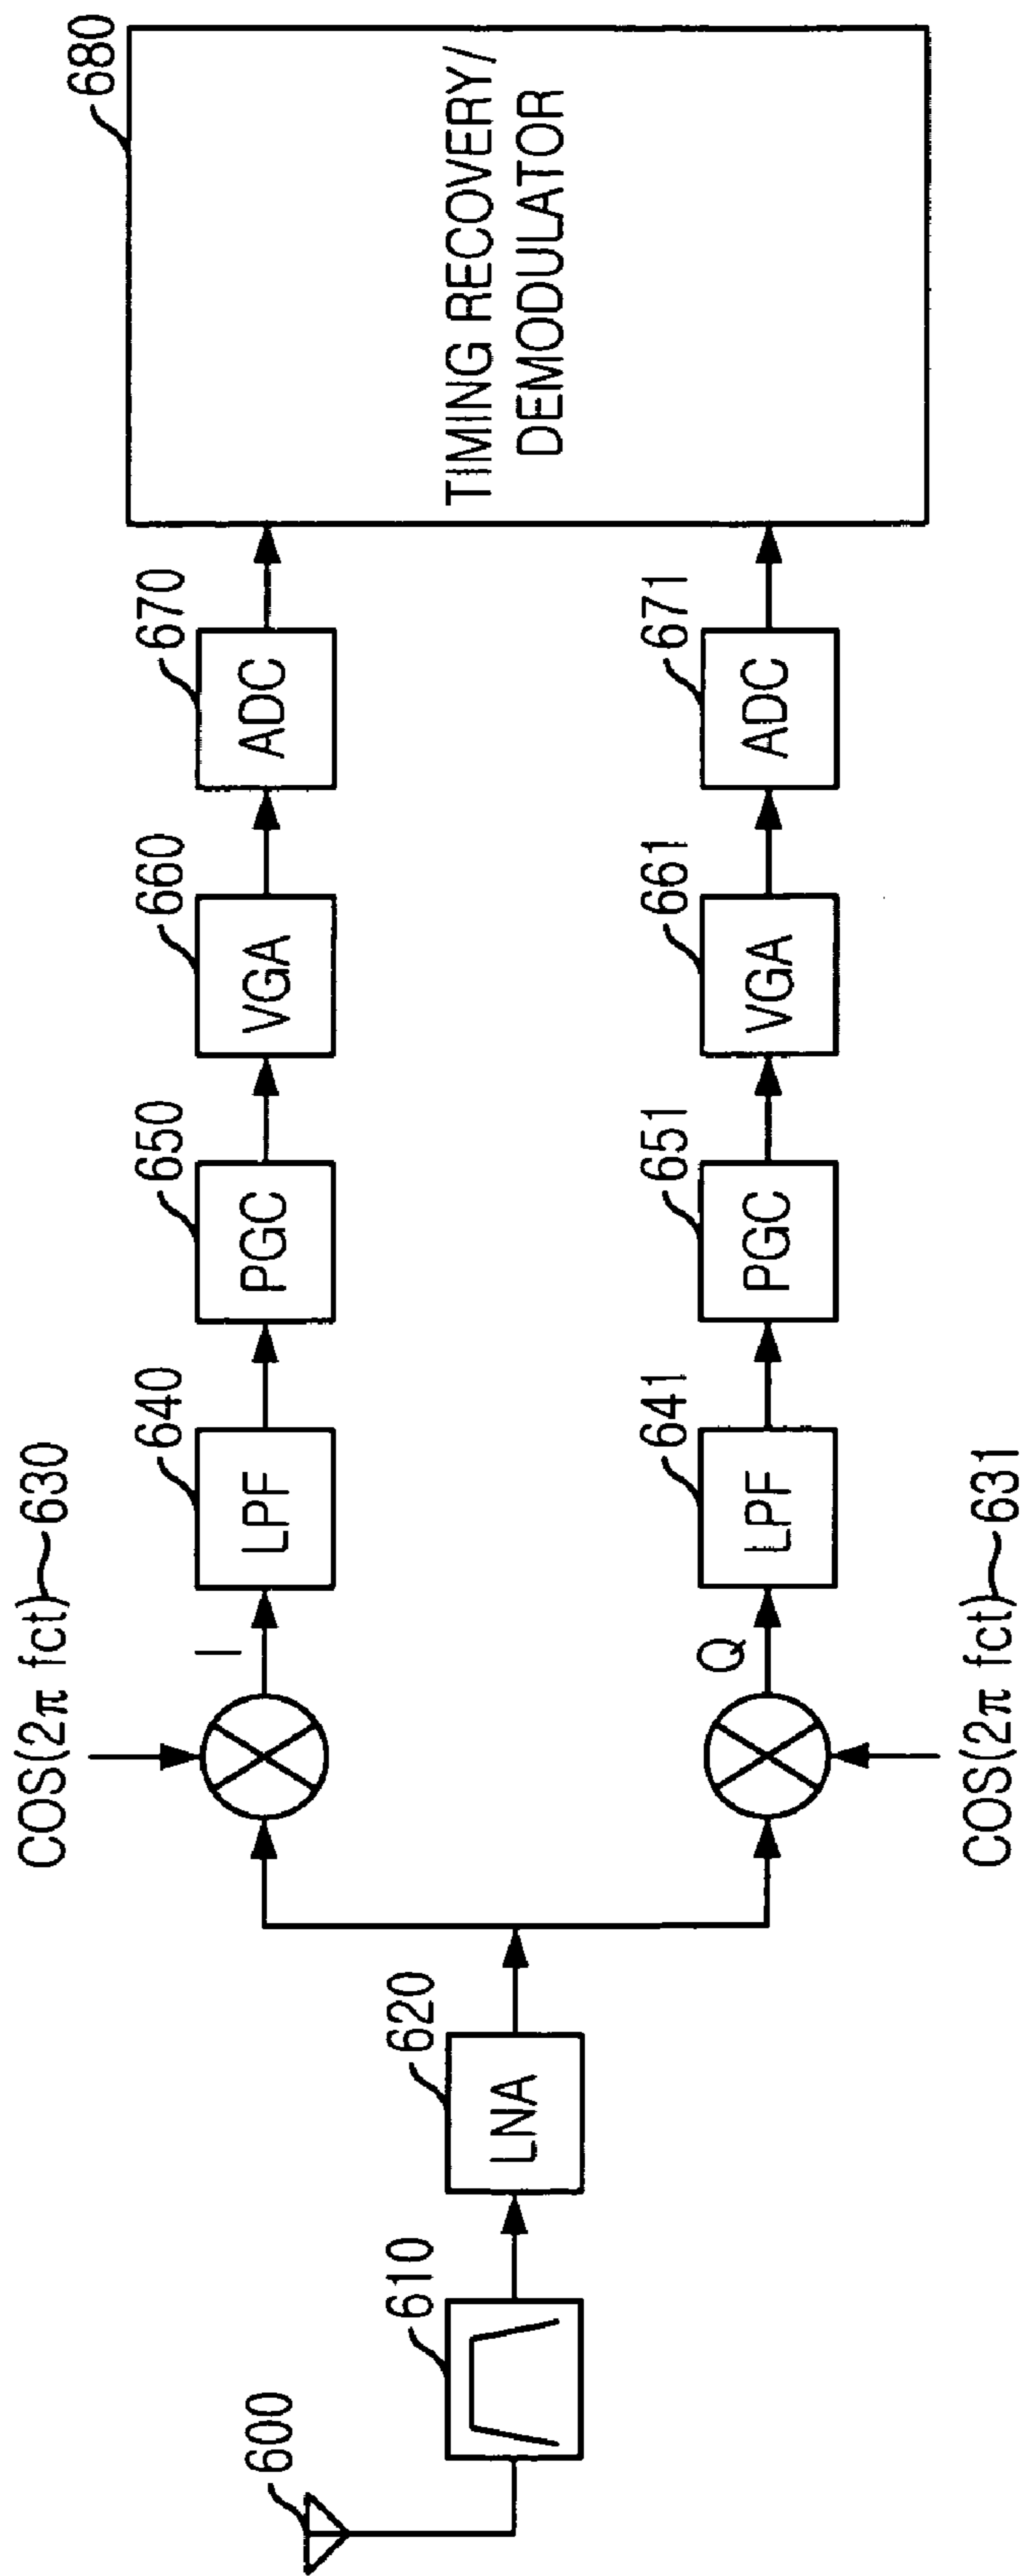 600
610
LNA
620
COS(2π fct)
630
I
LPF
640
PGC
650
VGA
660
ADC
670
COS(2π fct)
631
Q
LPF
641
PGC
651
VGA
661
ADC
671
TIMING RECOVERY/
DEMODULATOR
680